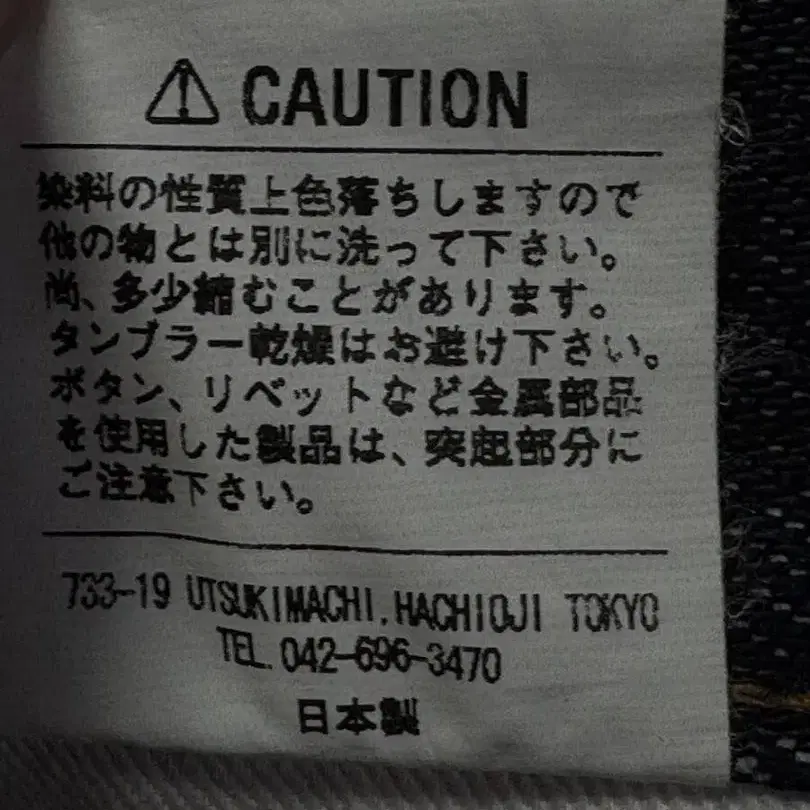 ⚠ CAUTION
染料の性質上色落ちしますので
他の物とは別に洗って下さい。
尚、多少縮むことがあります。
タンブラー乾燥はお避け下さい。
ボタン、リベットなど金属部品
を使用した製品は、突起部分に
ご注意下さい。
733-19 UTSUKIMACHI, HACHIOJI TOKYO
TEL. 042-696-3470
日本製